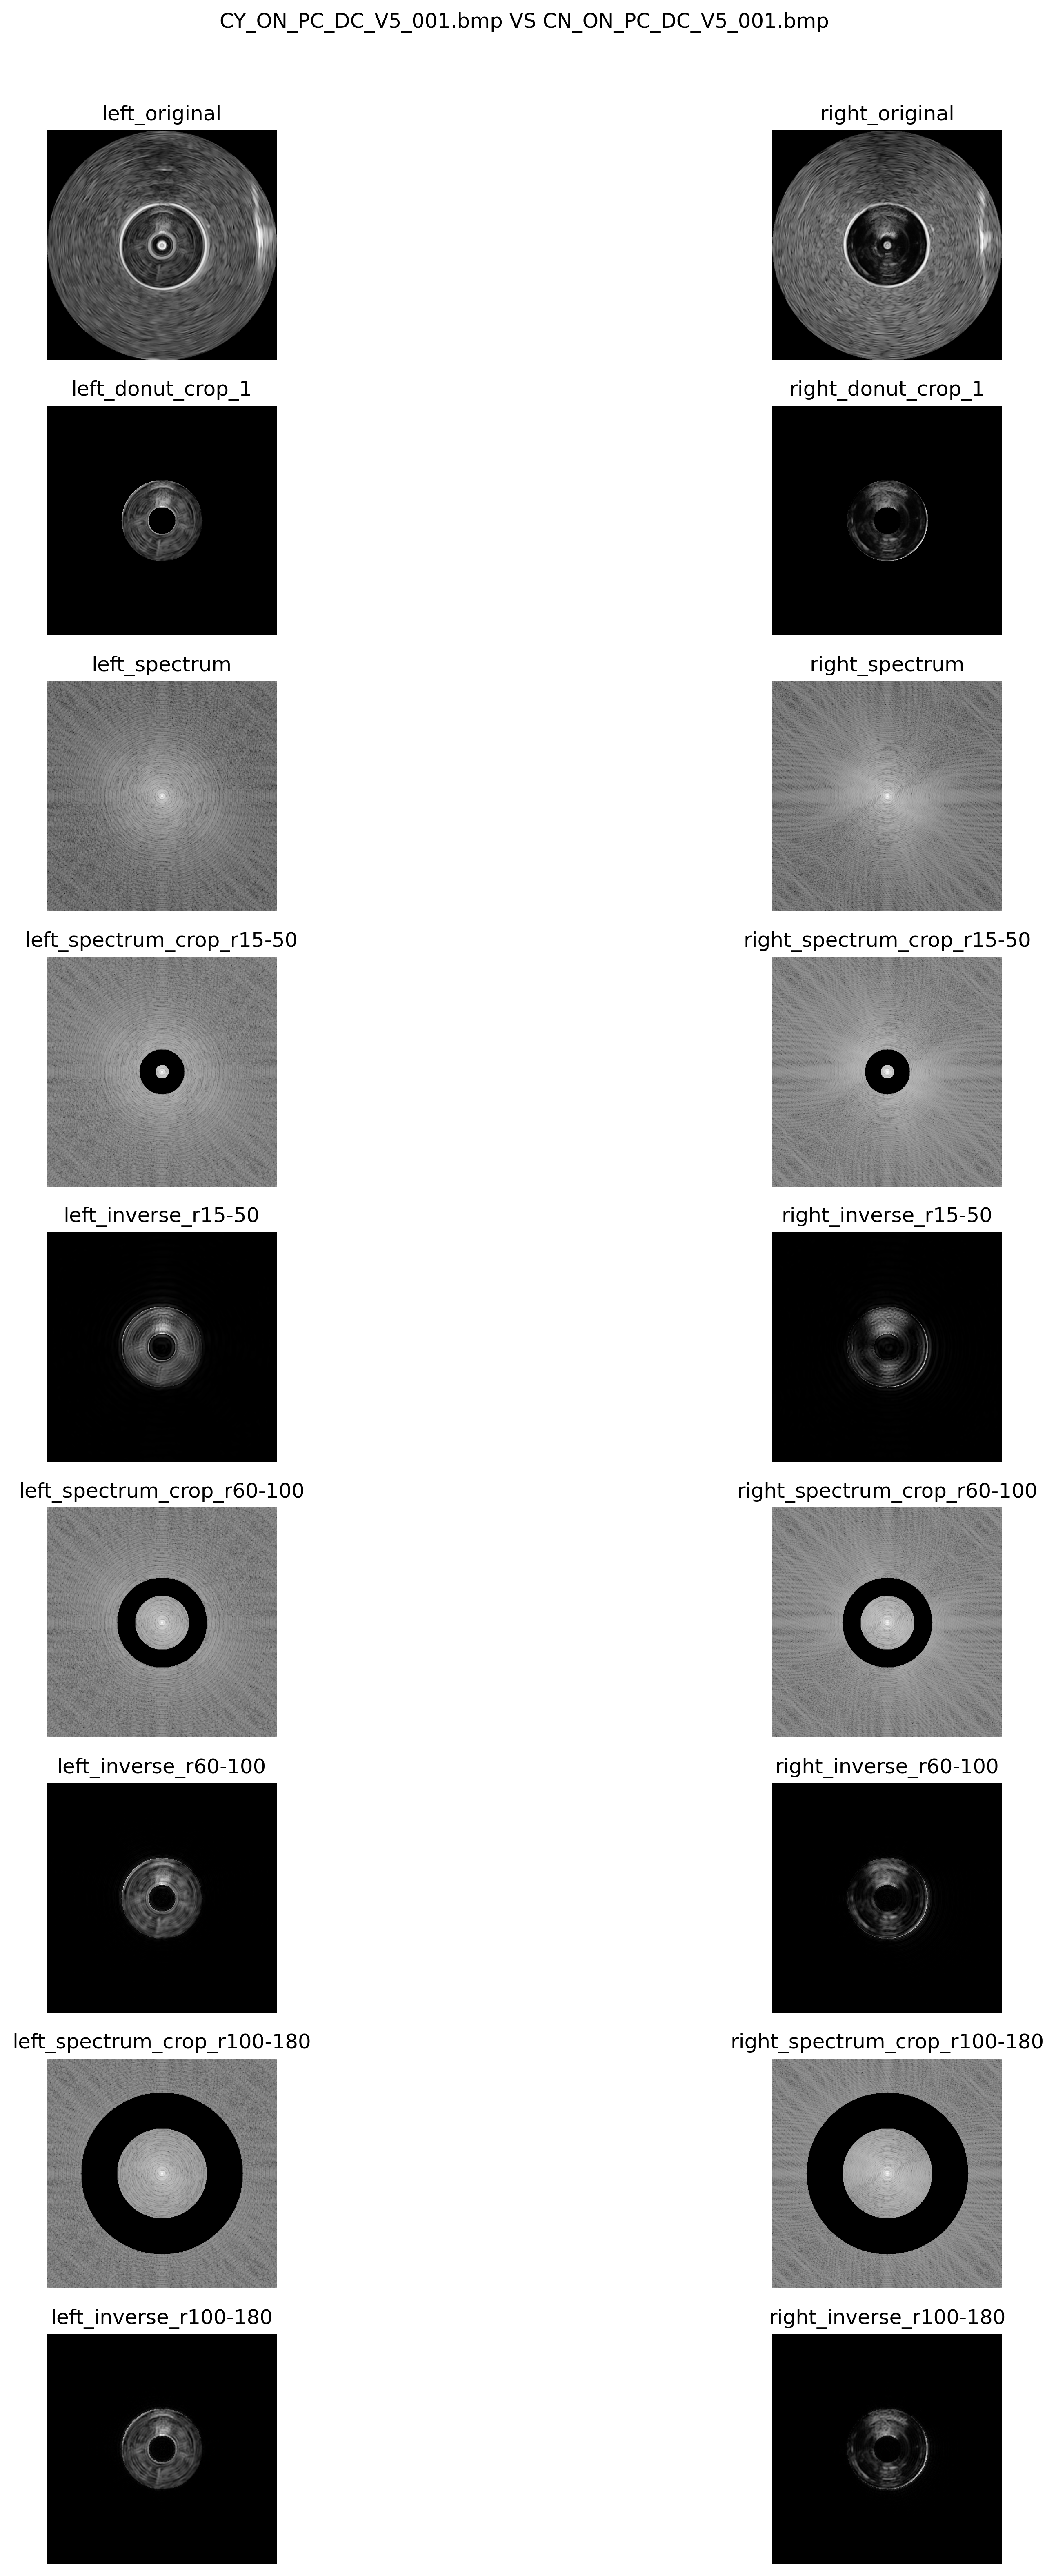 CY_ON_PC_DC_V5_001.bmp VS CN_ON_PC_DC_V5_001.bmp
left_original right_original
left_donut_crop_1 right_donut_crop_1
left_spectrum right_spectrum
left_spectrum_crop_r15-50 right_spectrum_crop_r15-50
left_inverse_r15-50 right_inverse_r15-50
left_spectrum_crop_r60-100 right_spectrum_crop_r60-100
left_inverse_r60-100 right_inverse_r60-100
left_spectrum_crop_r100-180 right_spectrum_crop_r100-180
left_inverse_r100-180 right_inverse_r100-180